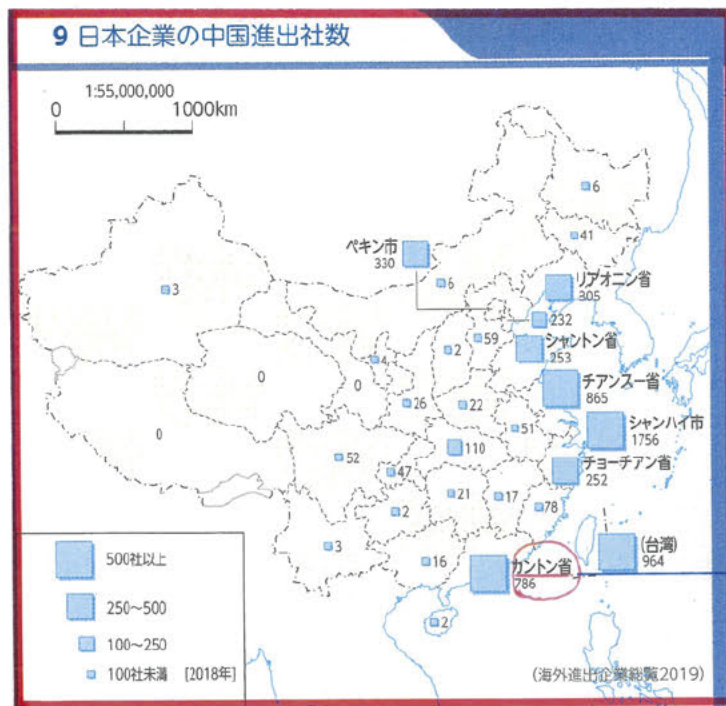 9 日本企業の中国進出社数
1:55,000,000
0 1000km
6
41
ペキン市
330
6
リアオニン省
305
3
232
59
2
シャントン省
253
4
0
0
チアンスー省
865
26
22
0
51
シャンハイ市
1756
110
52
47
チョーチアン省
252
21
17
2
78
3
(台湾)
964
16
カントン省
786
2
500社以上
250~500
100~250
100社未満 [2018年]
(海外進出企業総覧2019)